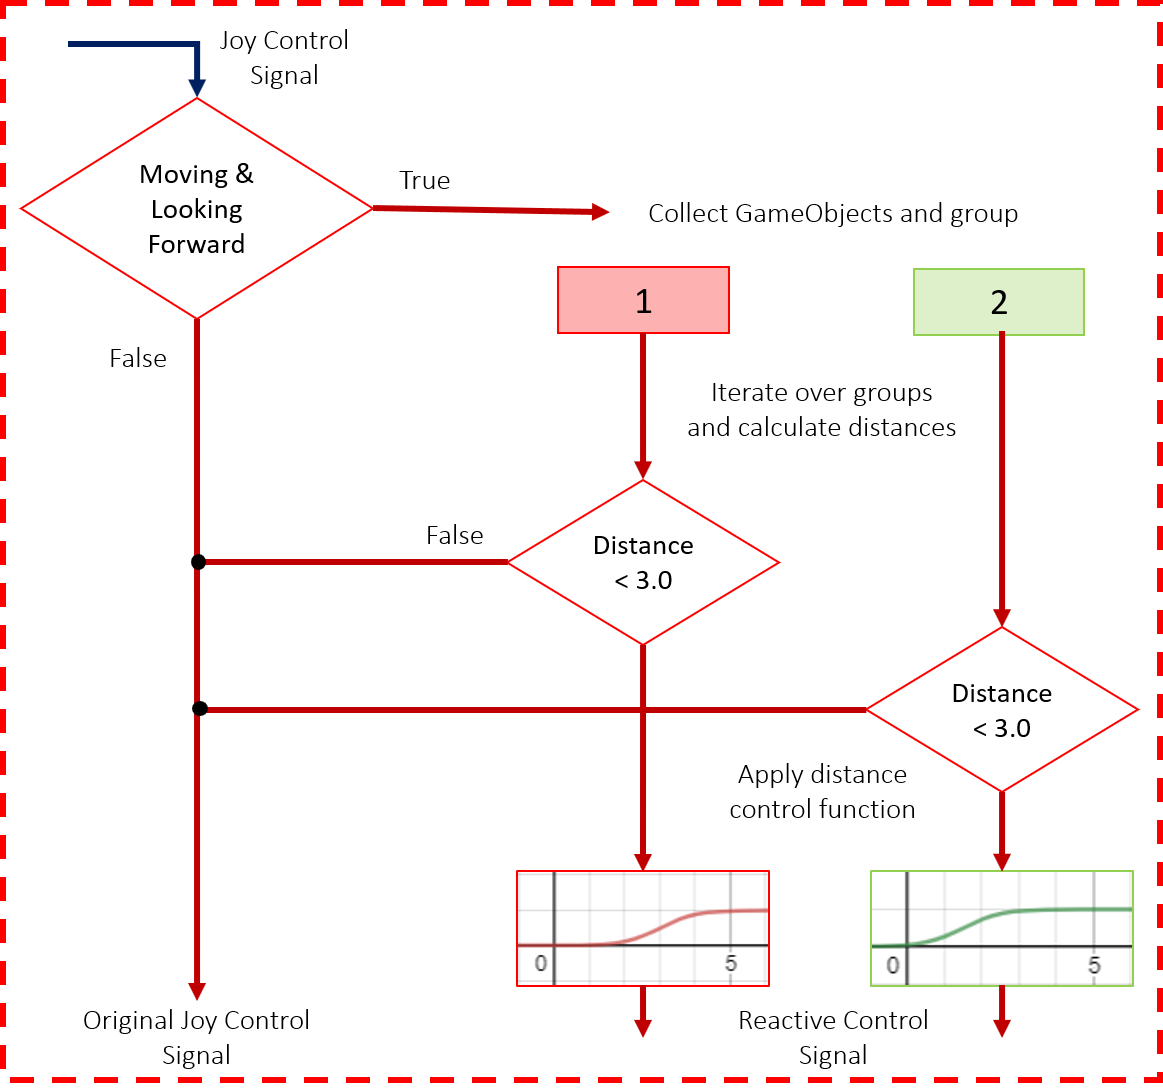 Joy Control
Signal
Moving &
Looking
Forward
True
Collect GameObjects and group
1
2
False
Iterate over groups
and calculate distances
False
Distance
< 3.0
Distance
< 3.0
Apply distance
control function
0
5
0
5
Original Joy Control
Signal
Reactive Control
Signal